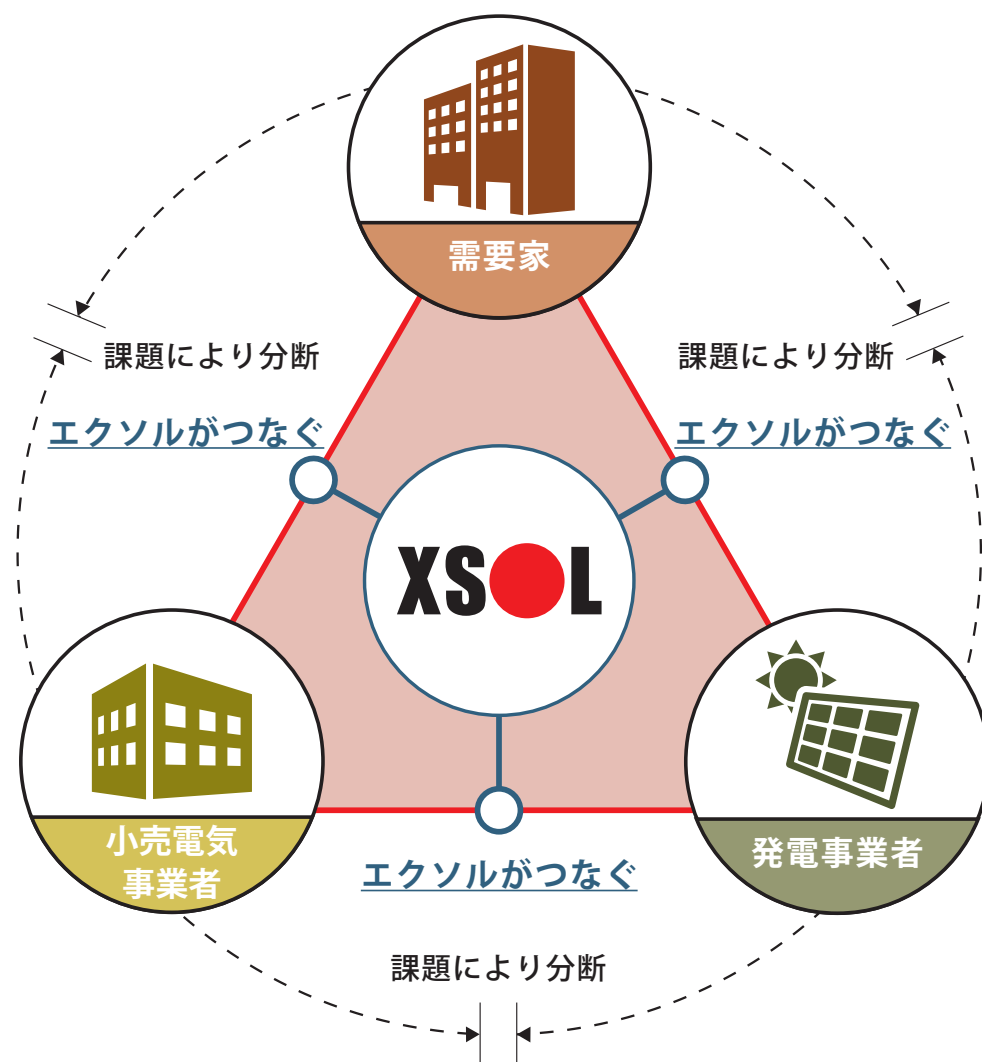 需要家
課題により分断
課題により分断
エクソルがつなぐ
エクソルがつなぐ
XSOL
小売電気
事業者
発電事業者
エクソルがつなぐ
課題により分断